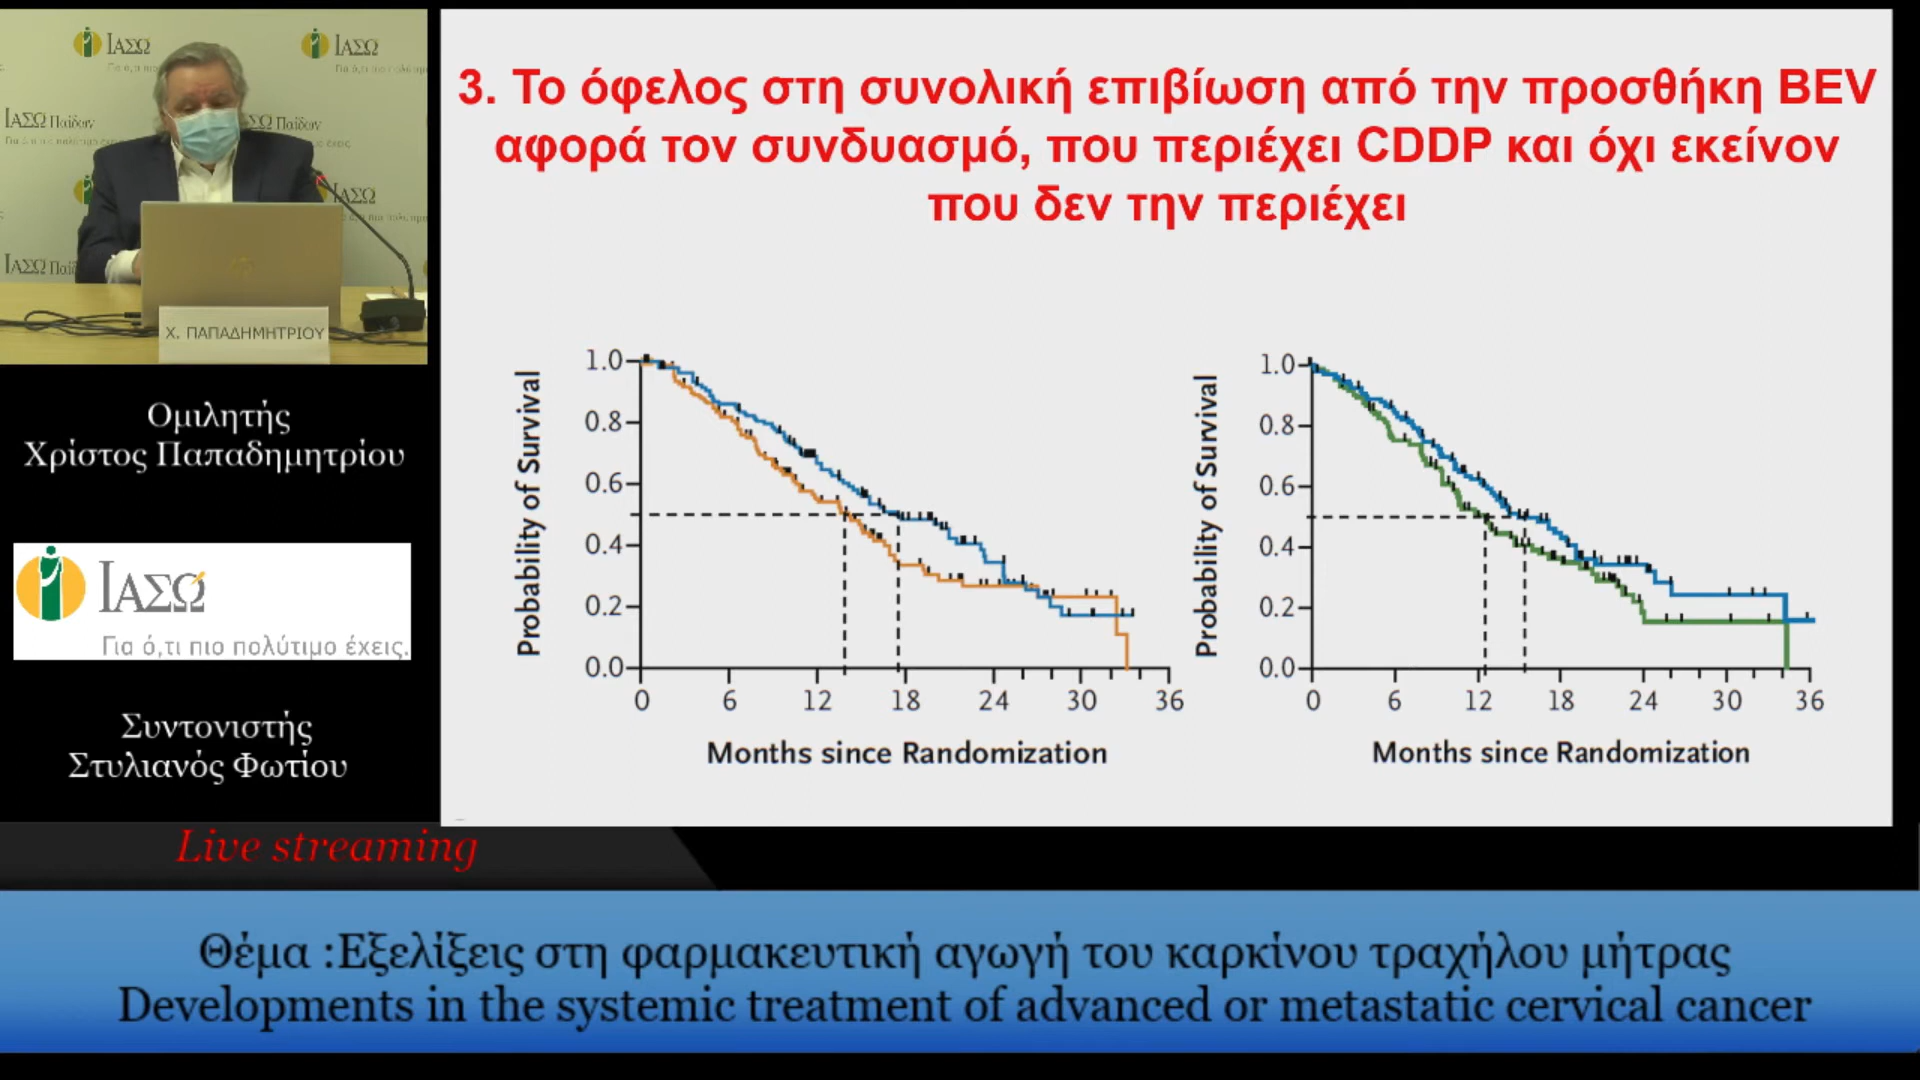 ΙΑΣΩ
ΙΑΣΩ
ΙΑΣΩ Παίδων
ΣΩ Παίδων
ΑΣΩ
ΙΑΣΩ Παίδ
Χ. ΠΑΠΑΔΗΜΗΤΡΙΟΥ
Ομιλητής
Χρίστος Παπαδημητρίου
ΙΑΣΩ
Για ό,τι πιο πολύτιμο έχεις.
Συντονιστής
Στυλιανός Φωτίου
Live streaming
3. Το όφελος στη συνολική επιβίωση από την προσθήκη BEV
αφορά τον συνδυασμό, που περιέχει CDDP και όχι εκείνον
που δεν την περιέχει
Probability of Survival
1.0
0.8
0.6
0.4
0.2
0.0
0 6 12 18 24 30 36
Months since Randomization
Probability of Survival
1.0
0.8
0.6
0.4
0.2
0.0
0 6 12 18 24 30 36
Months since Randomization
Θέμα :Εξελίξεις στη φαρμακευτική αγωγή του καρκίνου τραχήλου μήτρας
Developments in the systemic treatment of advanced or metastatic cervical cancer